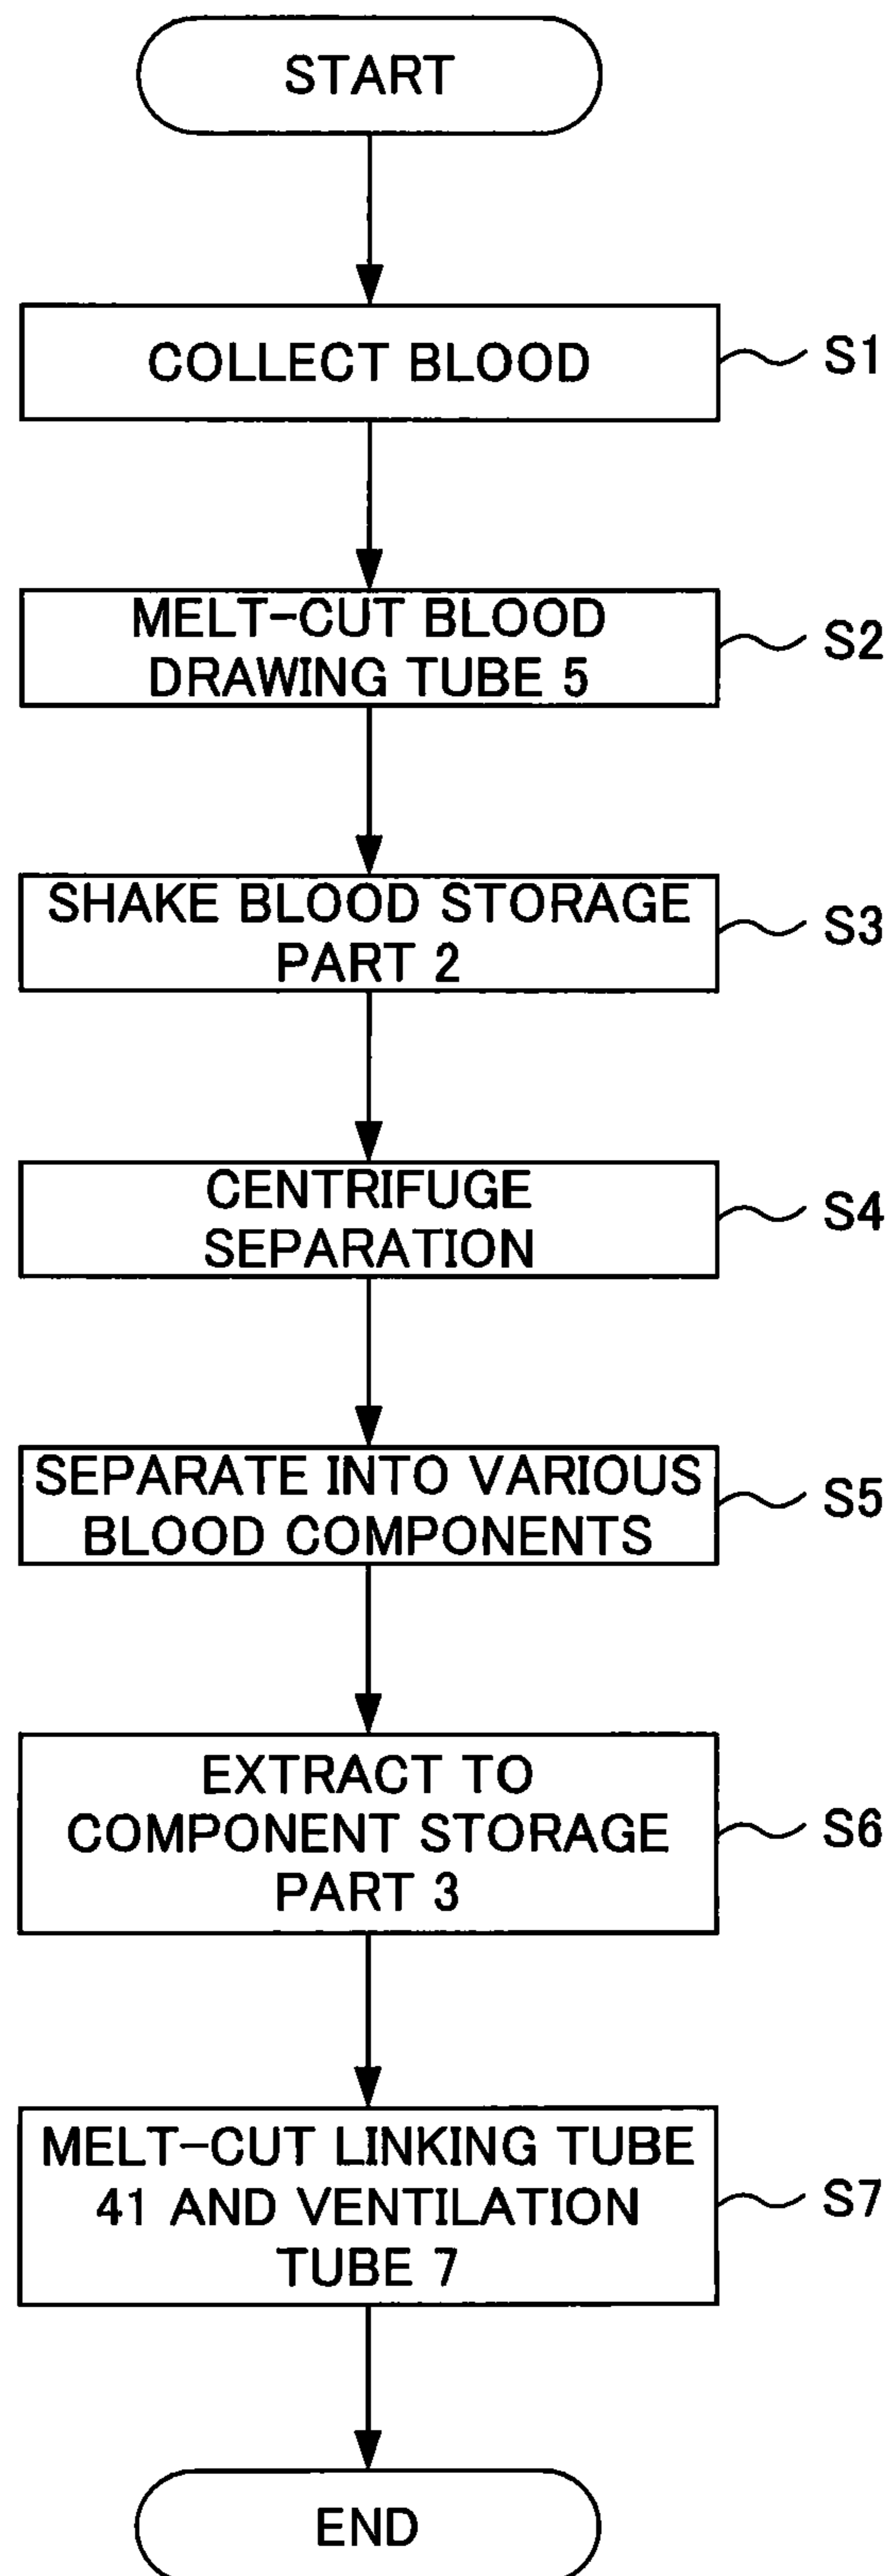 START
COLLECT BLOOD
S1
MELT-CUT BLOOD
DRAWING TUBE 5
S2
SHAKE BLOOD STORAGE
PART 2
S3
CENTRIFUGE
SEPARATION
S4
SEPARATE INTO VARIOUS
BLOOD COMPONENTS
S5
EXTRACT TO
COMPONENT STORAGE
PART 3
S6
MELT-CUT LINKING TUBE
41 AND VENTILATION
TUBE 7
S7
END